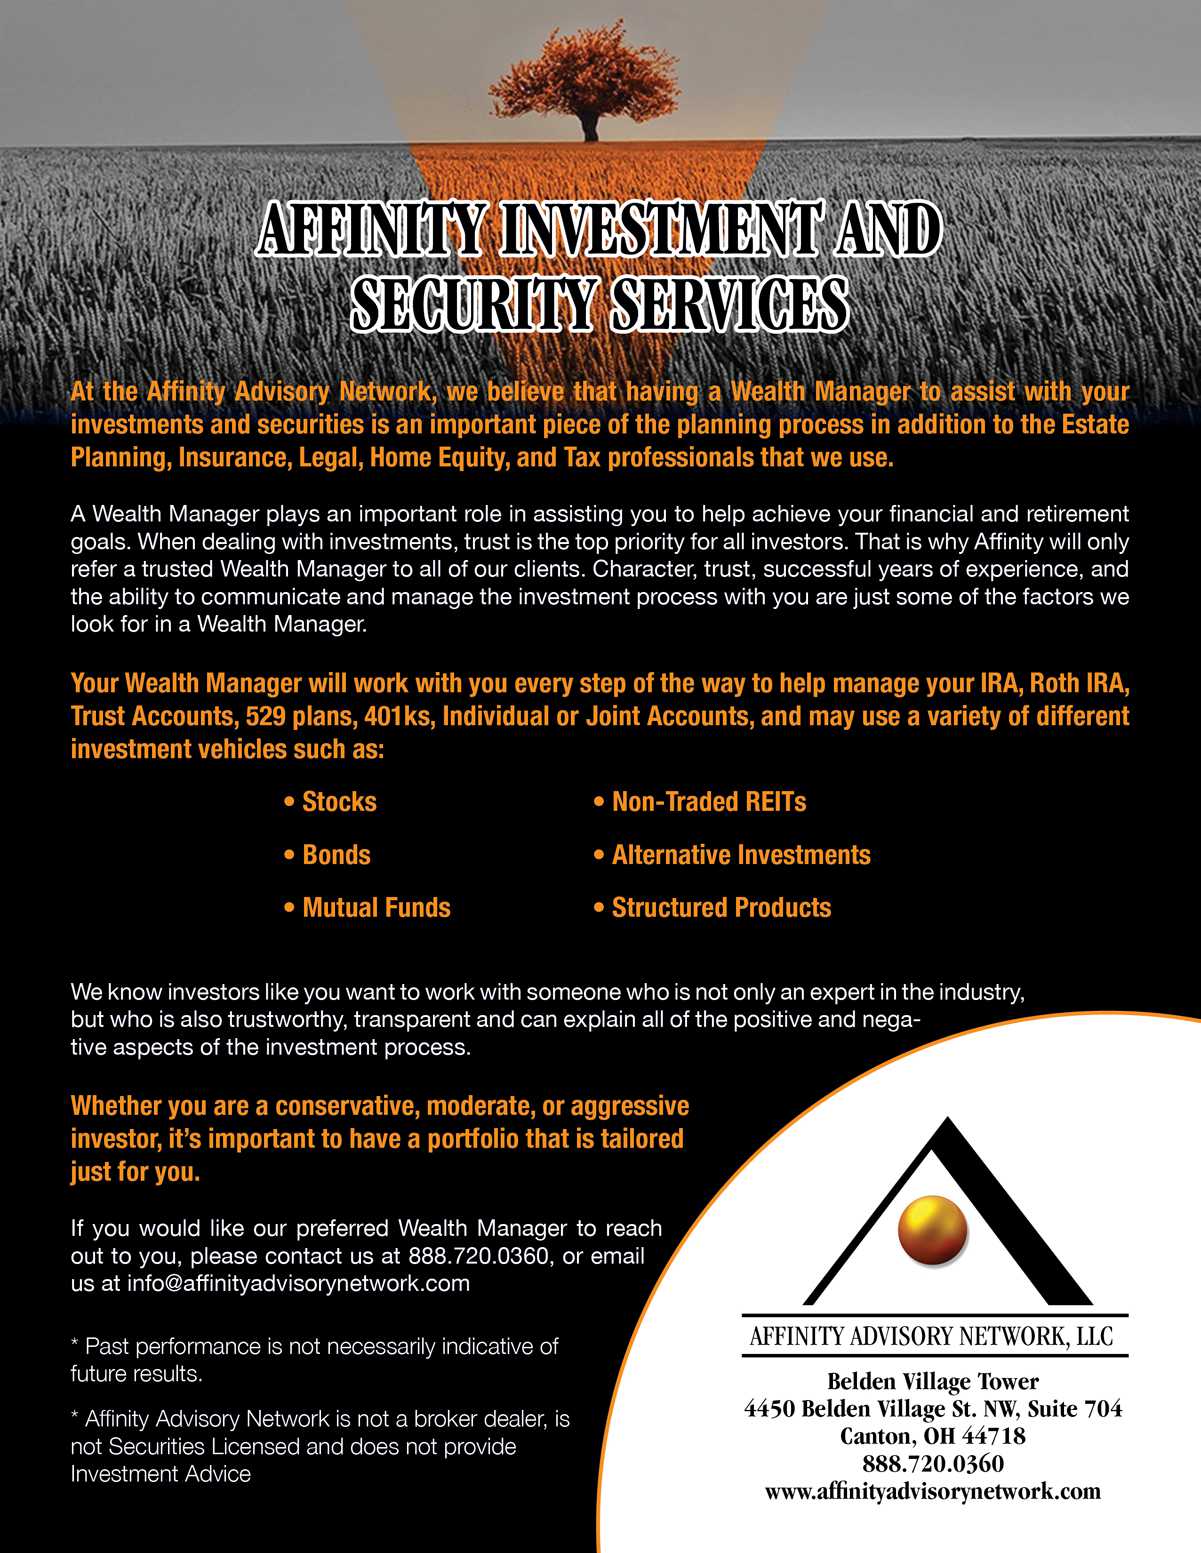 AFFINITY INVESTMENT AND
SECURITY SERVICES
At the Affinity Advisory Network, we believe that having a Wealth Manager to assist with your
investments and securities is an important piece of the planning process in addition to the Estate
Planning, Insurance, Legal, Home Equity, and Tax professionals that we use.
A Wealth Manager plays an important role in assisting you to help achieve your financial and retirement
goals. When dealing with investments, trust is the top priority for all investors. That is why Affinity will only
refer a trusted Wealth Manager to all of our clients. Character, trust, successful years of experience, and
the ability to communicate and manage the investment process with you are just some of the factors we
look for in a Wealth Manager.
Your Wealth Manager will work with you every step of the way to help manage your IRA, Roth IRA,
Trust Accounts, 529 plans, 401ks, Individual or Joint Accounts, and may use a variety of different
investment vehicles such as:
• Stocks
• Bonds
• Mutual Funds
• Non-Traded REITs
• Alternative Investments
• Structured Products
We know investors like you want to work with someone who is not only an expert in the industry,
but who is also trustworthy, transparent and can explain all of the positive and nega-
tive aspects of the investment process.
Whether you are a conservative, moderate, or aggressive
investor, it’s important to have a portfolio that is tailored
just for you.
If you would like our preferred Wealth Manager to reach
out to you, please contact us at 888.720.0360, or email
us at info@affinityadvisorynetwork.com
* Past performance is not necessarily indicative of
future results.
* Affinity Advisory Network is not a broker dealer, is
not Securities Licensed and does not provide
Investment Advice
AFFINITY ADVISORY NETWORK, LLC
Belden Village Tower
4450 Belden Village St. NW, Suite 704
Canton, OH 44718
888.720.0360
www.affinityadvisorynetwork.com